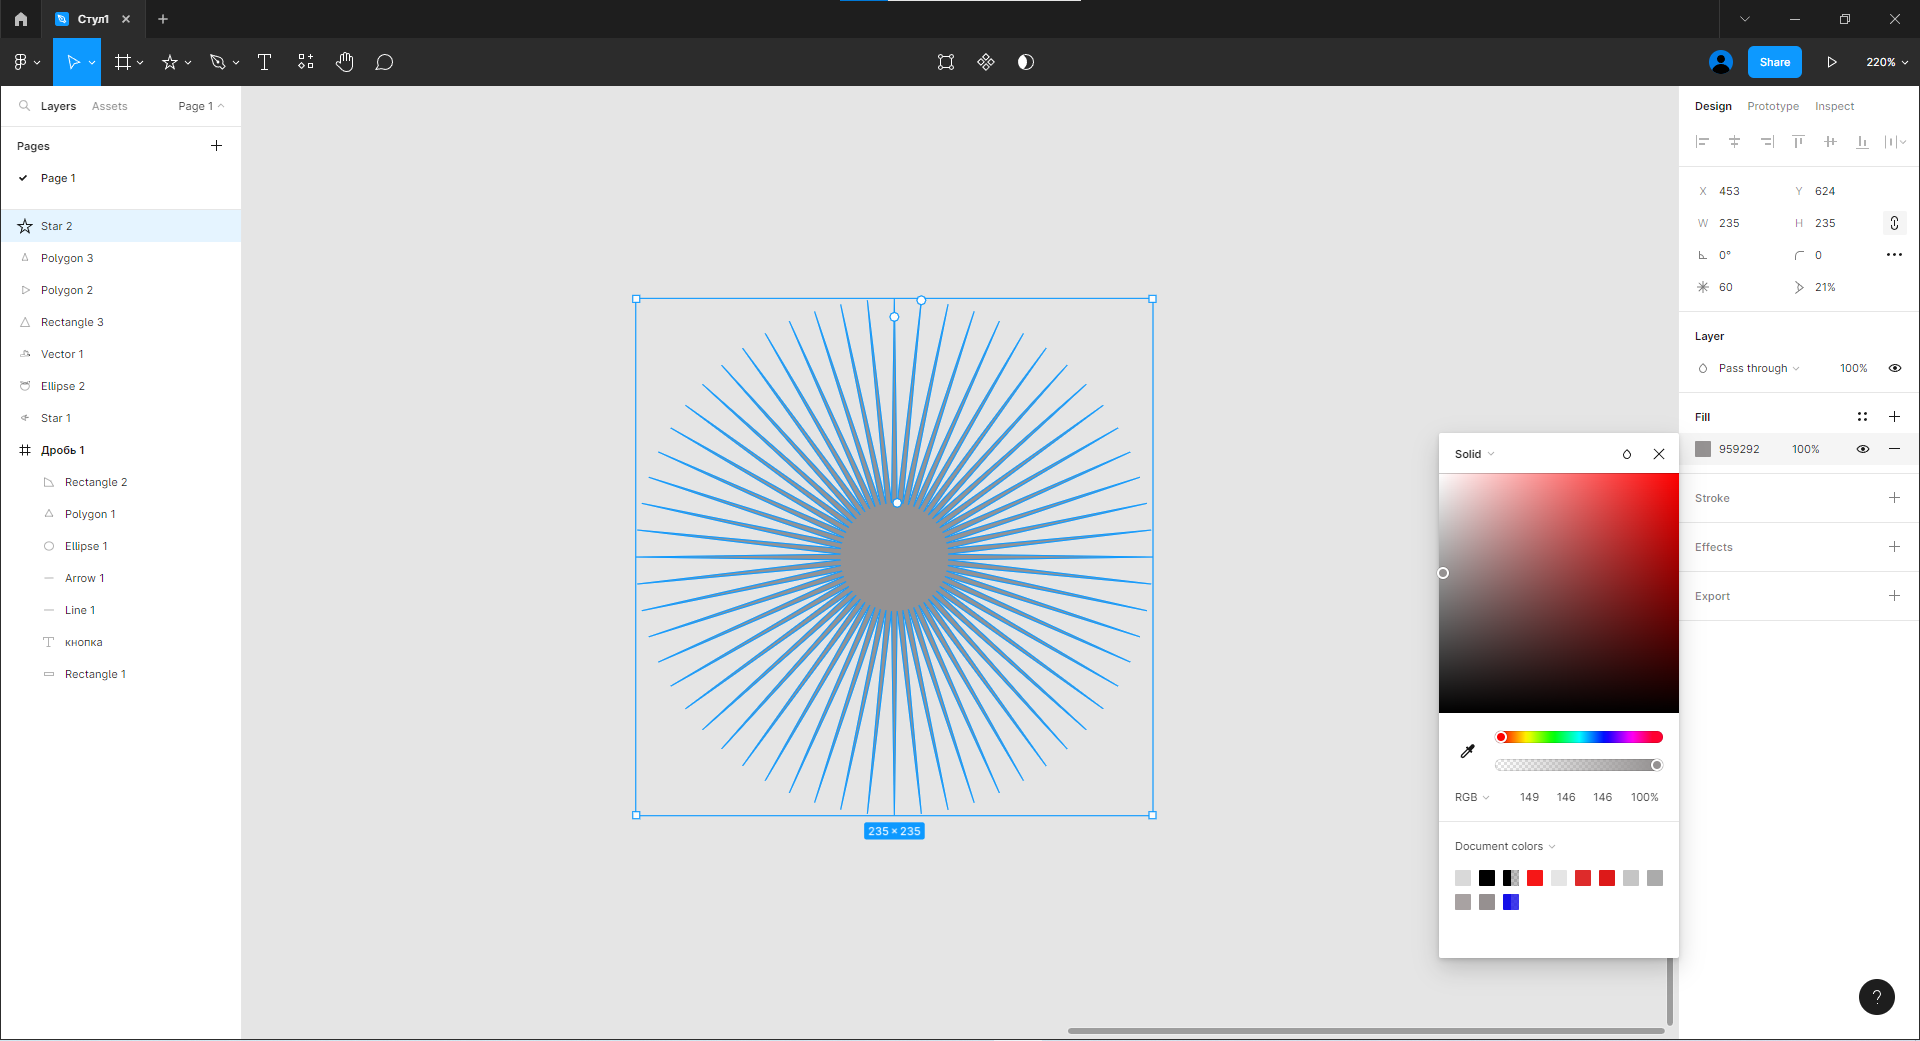 Стул1
Share
220%
Layers Assets Page 1
Pages
Page 1
Star 2
Polygon 3
Polygon 2
Rectangle 3
Vector 1
Ellipse 2
Star 1
Дробь 1
Rectangle 2
Polygon 1
Ellipse 1
Arrow 1
Line 1
кнопка
Rectangle 1
235 × 235
Design Prototype Inspect
X 453 Y 624
W 235 H 235
0° 0
60 21%
Layer
Pass through 100%
Fill
959292 100%
Stroke
Effects
Export
Solid
RGB 149 146 146 100%
Document colors
?